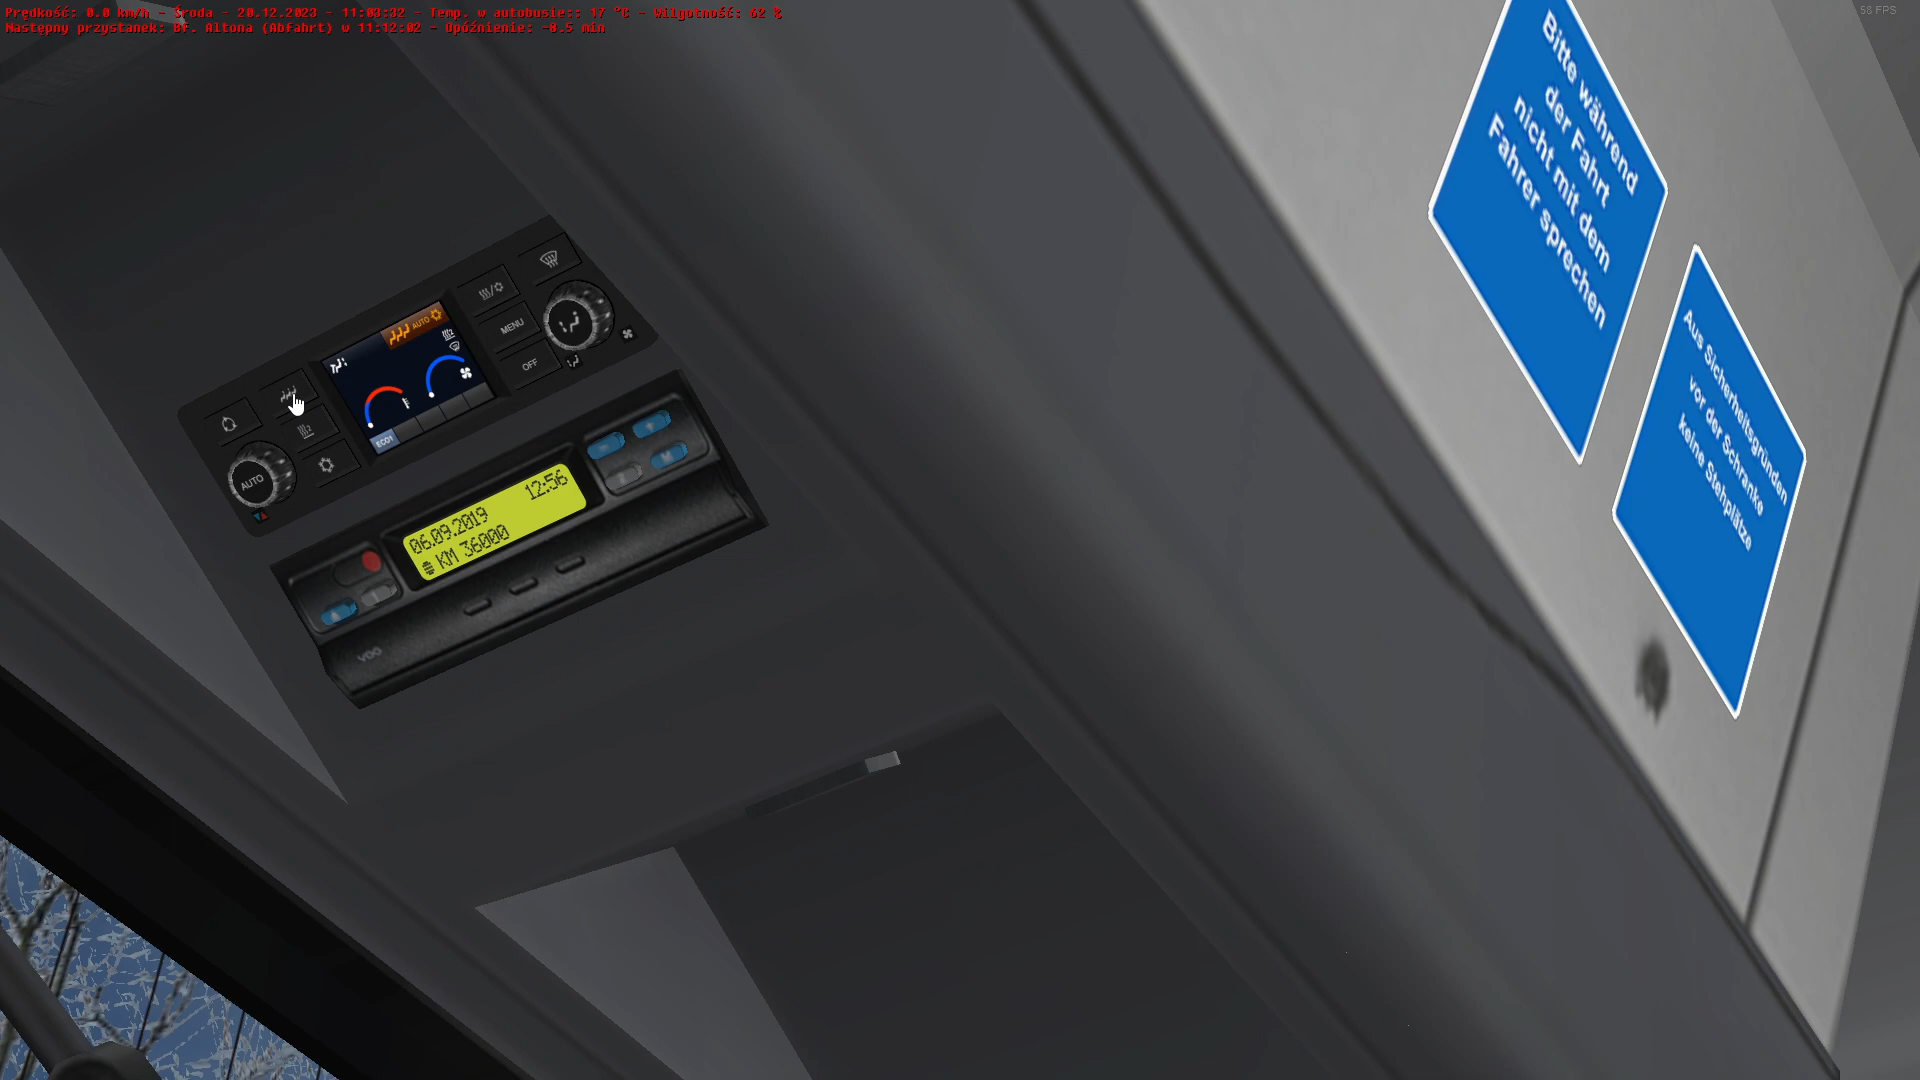 Prędkość: 0.0 km/h - Środa - 20.12.2023 - 11:03:32 - Temp. w autobusie:: 17 °C - Wilgotność: 62 %
Następny przystanek: Bf. Altona (Abfahrt) w 11:12:02 - Opóźnienie: -8.5 min
58 FPS
Bitte während
der Fahrt
nicht mit dem
Fahrer sprechen
Aus Sicherheitsgründen
vor der Schranke
keine Stehplätze
AUTO
MENU
OFF
AUTO
ECO1
12:56
06.09.2019
KM 36000
VDO